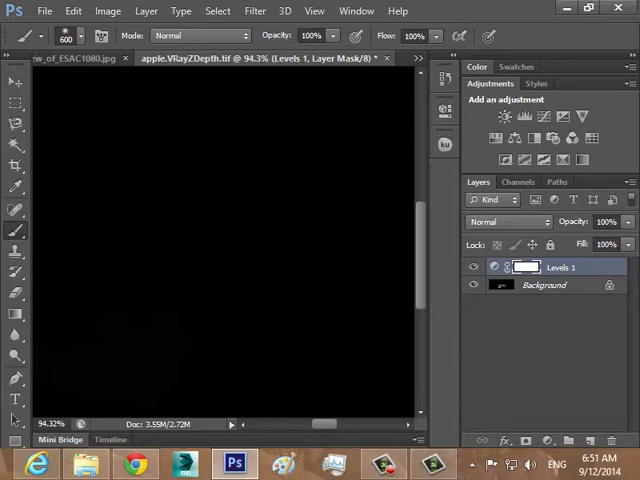 Ps File Edit Image Layer Type Select Filter 3D View Window Help
600 Mode: Normal Opacity: 100% Flow: 100%
ew_of_ESAC1080.jpg × apple.VRayZDepth.tif @ 94.3% (Levels 1, Layer Mask/8) * ×
Color Swatches
Adjustments Styles
Add an adjustment
ku
Layers Channels Paths
Kind
Normal Opacity: 100%
Lock: Fill: 100%
Levels 1
Background
94.32% Doc: 3.55M/2.72M
Mini Bridge Timeline
fx
Ps ENG 6:51 AM
9/12/2014